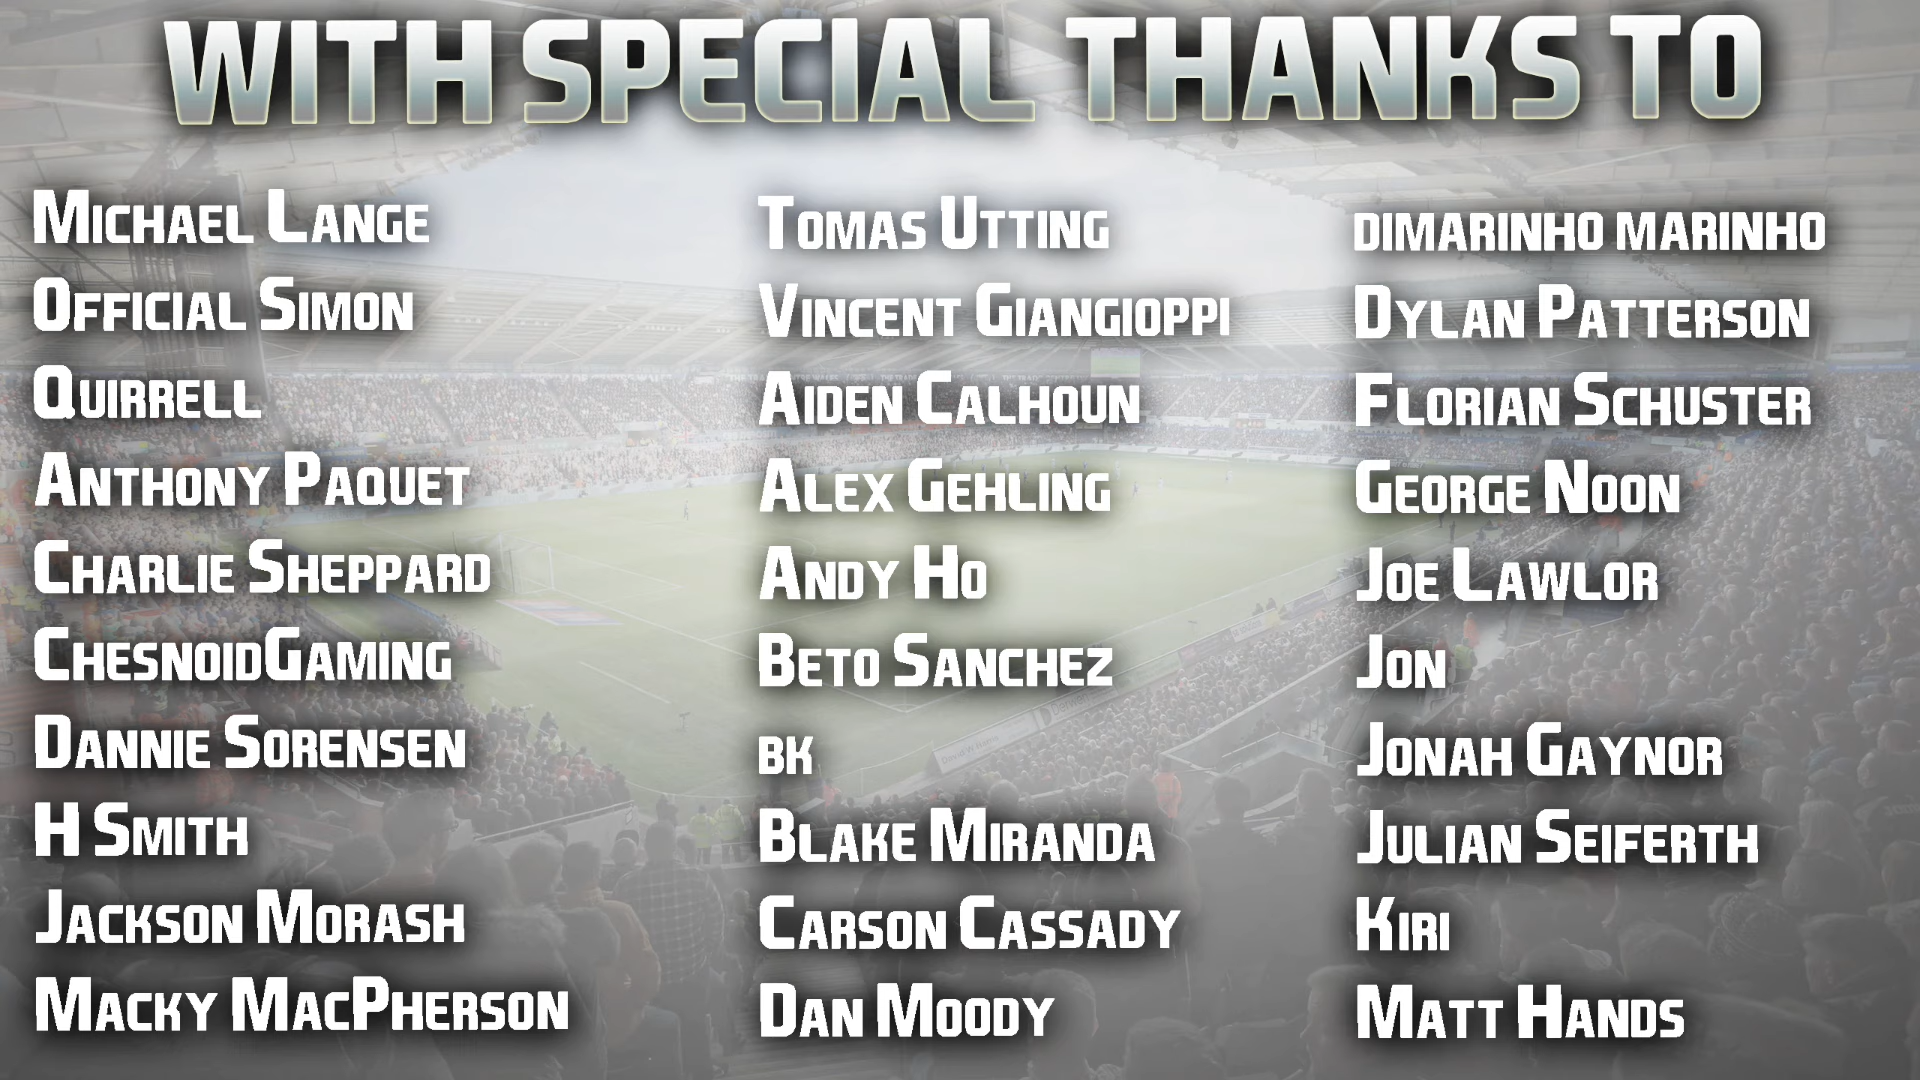 WITH SPECIAL THANKS TO
Michael Lange
Official Simon
Quirrell
Anthony Paquet
Charlie Sheppard
ChesnoidGaming
Dannie Sorensen
H Smith
Jackson Morash
Macky MacPherson
Tomas Utting
Vincent Giangioppi
Aiden Calhoun
Alex Gehling
Andy Ho
Beto Sanchez
bk
Blake Miranda
Carson Cassady
Dan Moody
dimarinho marinho
Dylan Patterson
Florian Schuster
George Noon
Joe Lawlor
Jon
Jonah Gaynor
Julian Seiferth
Kiri
Matt Hands